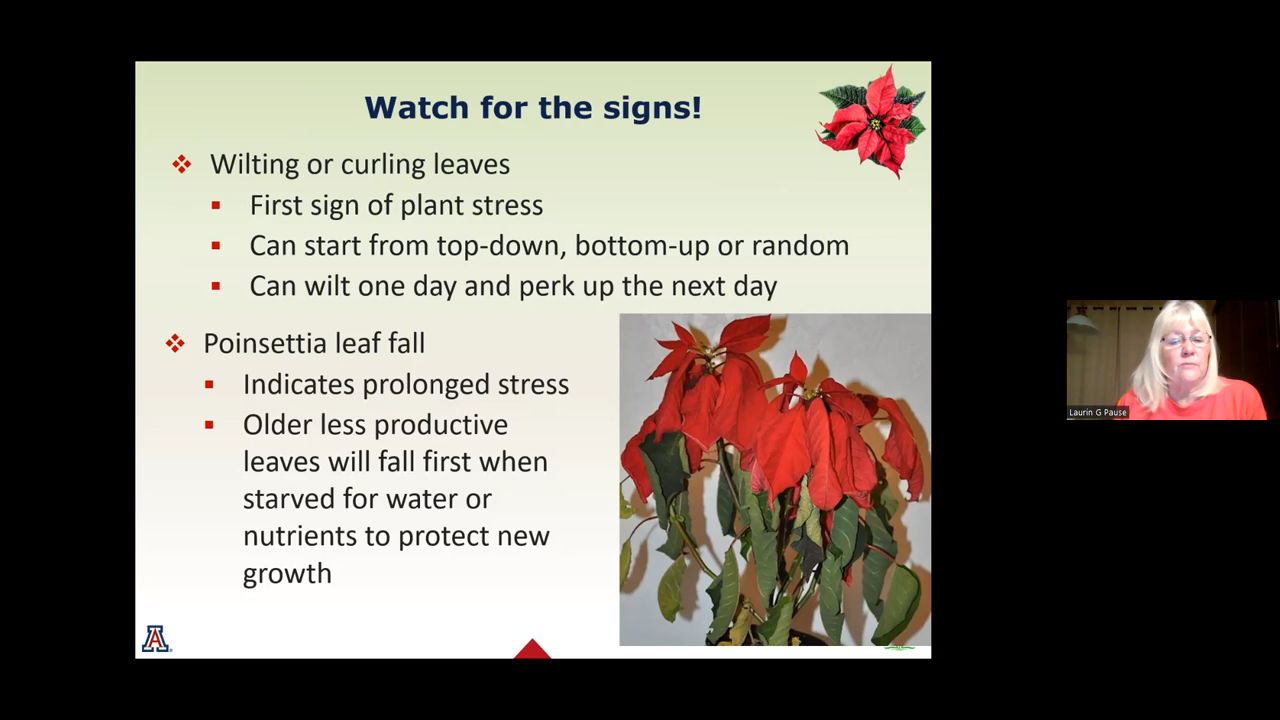 Watch for the signs!
Wilting or curling leaves
First sign of plant stress
Can start from top-down, bottom-up or random
Can wilt one day and perk up the next day
Poinsettia leaf fall
Indicates prolonged stress
Older less productive
leaves will fall first when
starved for water or
nutrients to protect new
growth
A
Laurin G Pause